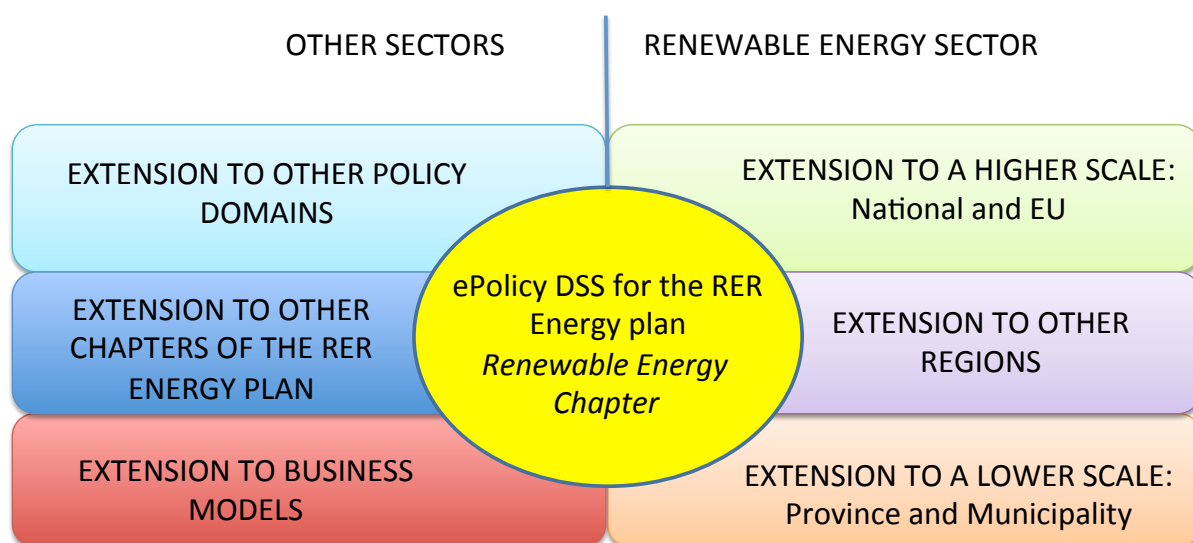 OTHER SECTORS
RENEWABLE ENERGY SECTOR
EXTENSION TO OTHER POLICY
DOMAINS
EXTENSION TO A HIGHER SCALE:
National and EU
EXTENSION TO OTHER
CHAPTERS OF THE RER
ENERGY PLAN
ePolicy DSS for the RER
Energy plan
Renewable Energy
Chapter
EXTENSION TO OTHER
REGIONS
EXTENSION TO BUSINESS
MODELS
EXTENSION TO A LOWER SCALE:
Province and Municipality